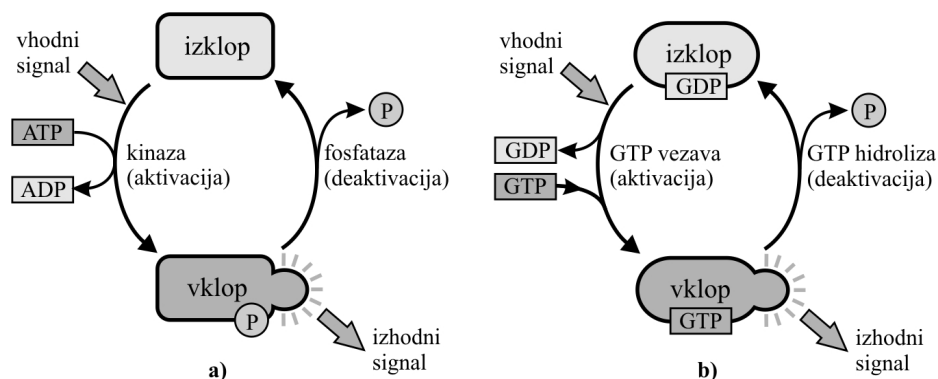 vhodni
signal
izklop
ATP
ADP
kinaza
(aktivacija)
P
fosfataza
(deaktivacija)
vklop
P
izhodni
signal
a)
vhodni
signal
izklop
GDP
GDP
GTP
GTP vezava
(aktivacija)
P
GTP hidroliza
(deaktivacija)
vklop
GTP
izhodni
signal
b)